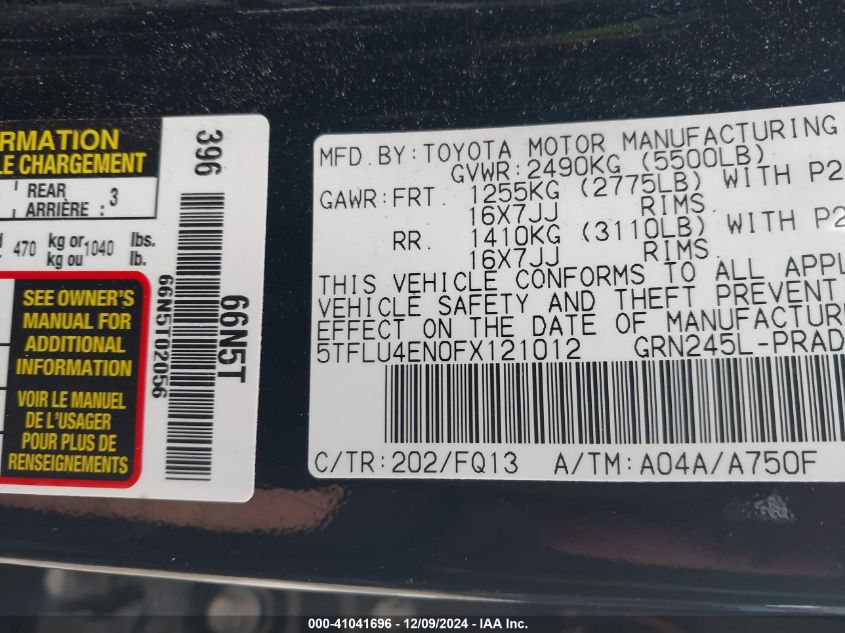 RMATION
LE CHARGEMENT
REAR
ARRIÈRE : 3
470 kg or 1040 lbs.
kg ou lb.
SEE OWNER'S
MANUAL FOR
ADDITIONAL
INFORMATION
VOIR LE MANUEL
DE L'USAGER
POUR PLUS DE
RENSEIGNEMENTS
396
66N5T02056
66N5T
MFD. BY: TOYOTA MOTOR MANUFACTURING
GVWR: 2490KG (5500LB)
GAWR: FRT. 1255KG (2775LB) WITH P2
16X7JJ RIMS.
RR. 1410KG (3110LB) WITH P2
16X7JJ RIMS.
THIS VEHICLE CONFORMS TO ALL APPL
VEHICLE SAFETY AND THEFT PREVENT
EFFECT ON THE DATE OF MANUFACTUR
5TFLU4EN0FX121012 GRN245L-PRAD
C/TR: 202/FQ13 A/TM: A04A/A750F
000-41041696 - 12/09/2024 - IAA Inc.